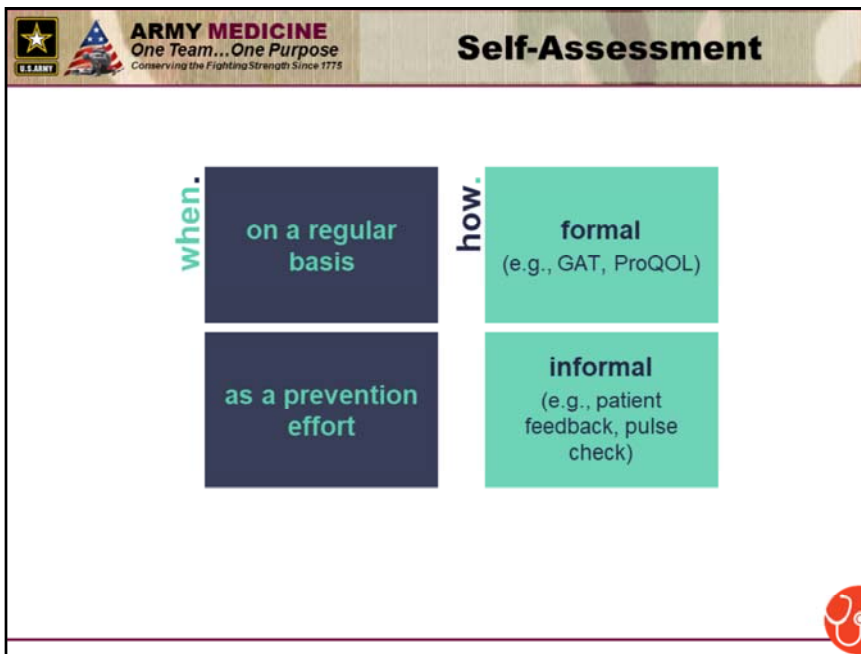 ARMY MEDICINE
One Team...One Purpose
Conserving the Fighting Strength Since 1775
U.S.ARMY
Self-Assessment
when.
on a regular
basis
as a prevention
effort
how.
formal
(e.g., GAT, ProQOL)
informal
(e.g., patient
feedback, pulse
check)